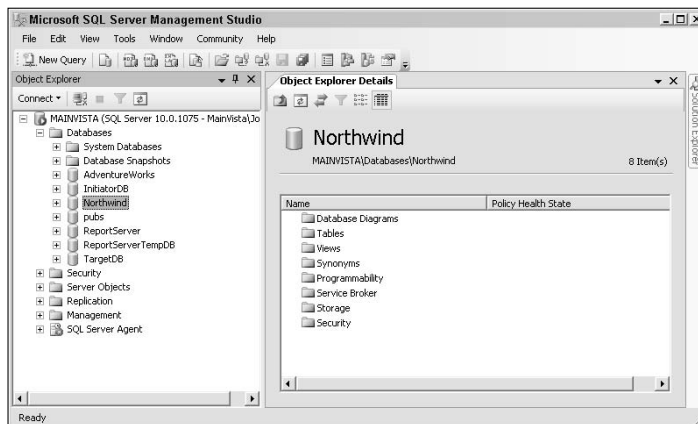 Microsoft SQL Server Management Studio
File Edit View Tools Window Community Help
New Query
Object Explorer
Connect
MAINVISTA (SQL Server 10.0.1075 - MainVista\Jo
Databases
System Databases
Database Snapshots
AdventureWorks
InitiatorDB
Northwind
pubs
ReportServer
ReportServerTempDB
TargetDB
Security
Server Objects
Replication
Management
SQL Server Agent
Object Explorer Details
Northwind
MAINVISTA\Databases\Northwind
8 Item(s)
Name Policy Health State
Database Diagrams
Tables
Views
Synonyms
Programmability
Service Broker
Storage
Security
Solution Explorer
Ready